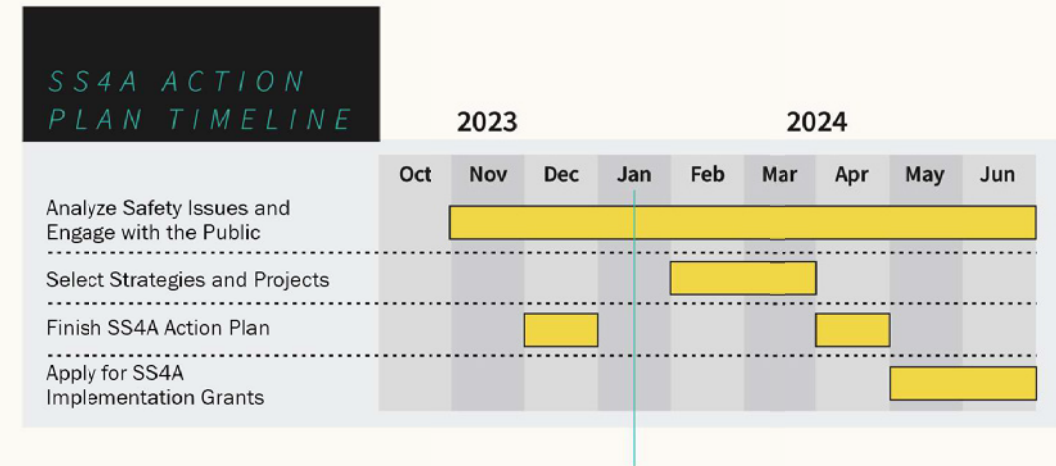 SS4A ACTION
PLAN TIMELINE
2023 2024
Oct Nov Dec Jan Feb Mar Apr May Jun
Analyze Safety Issues and
Engage with the Public
Select Strategies and Projects
Finish SS4A Action Plan
Apply for SS4A
Implementation Grants